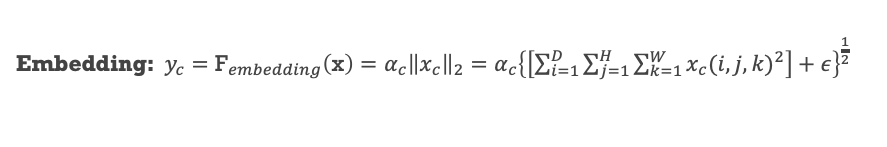 Embedding: y_c = F_embedding(x) = α_c‖x_c‖_2 = α_c{[∑_{i=1}^{D} ∑_{j=1}^{H} ∑_{k=1}^{W} x_c(i, j, k)^2] + ϵ}^{1/2}